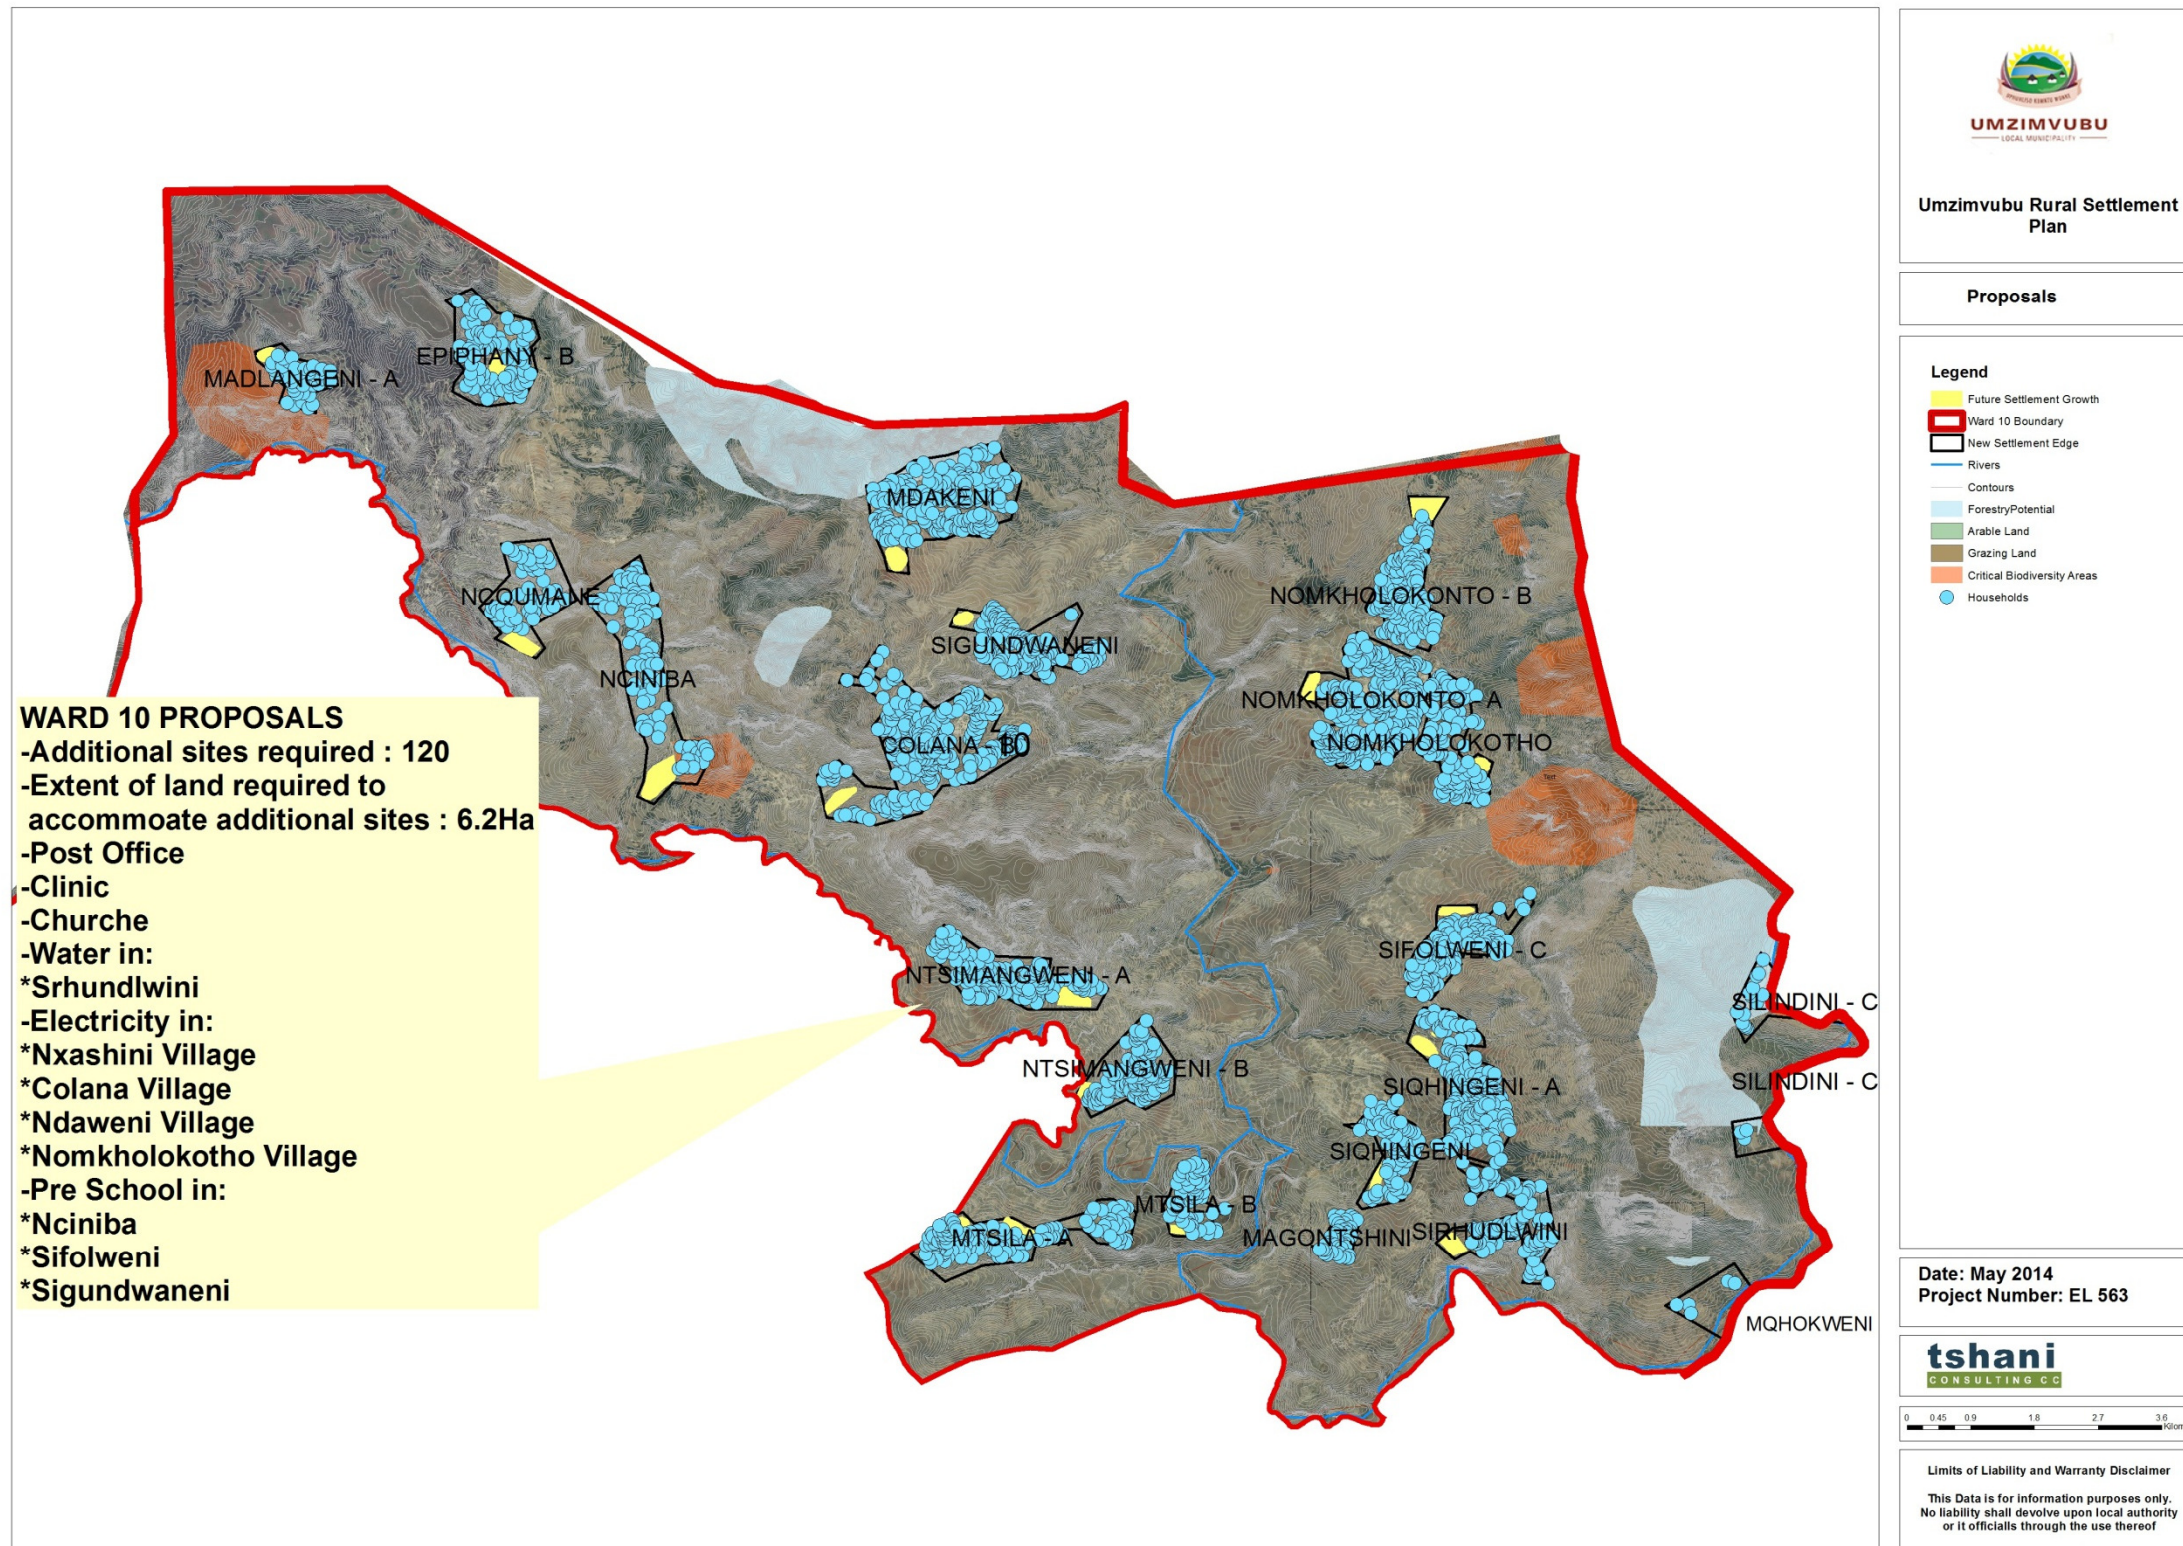 UMZIMVUBU
LOCAL MUNICIPALITY
Umzimvubu Rural Settlement
Plan
Proposals
Legend
Future Settlement Growth
Ward 10 Boundary
New Settlement Edge
Rivers
Contours
ForestryPotential
Arable Land
Grazing Land
Critical Biodiversity Areas
Households
EPIPHANY - B
MADLANGENI - A
MDAKENI
NCQUMANE
NOMKHOLOKONTO - B
SIGUNDWANENI
NCINIBA
NOMKHOLOKONTO - A
COLANA - B
10
NOMKHOLOKOTHO
Text
SIFOLWENI - C
NTSIMANGWENI - A
SILINDINI - C
NTSIMANGWENI - B
SIQHINGENI - A
SILINDINI - C
SIQHINGENI
MTSILA - B
MTSILA - A
MAGONTSHINI
SIRHUDLWINI
MQHOKWENI
WARD 10 PROPOSALS
-Additional sites required : 120
-Extent of land required to
accommoate additional sites : 6.2Ha
-Post Office
-Clinic
-Churche
-Water in:
*Srhundlwini
-Electricity in:
*Nxashini Village
*Colana Village
*Ndaweni Village
*Nomkholokotho Village
-Pre School in:
*Nciniba
*Sifolweni
*Sigundwaneni
Date: May 2014
Project Number: EL 563
tshani
CONSULTING CC
0 0.45 0.9 1.8 2.7 3.6
Kilom
Limits of Liability and Warranty Disclaimer
This Data is for information purposes only.
No liability shall devolve upon local authority
or it officialls through the use thereof